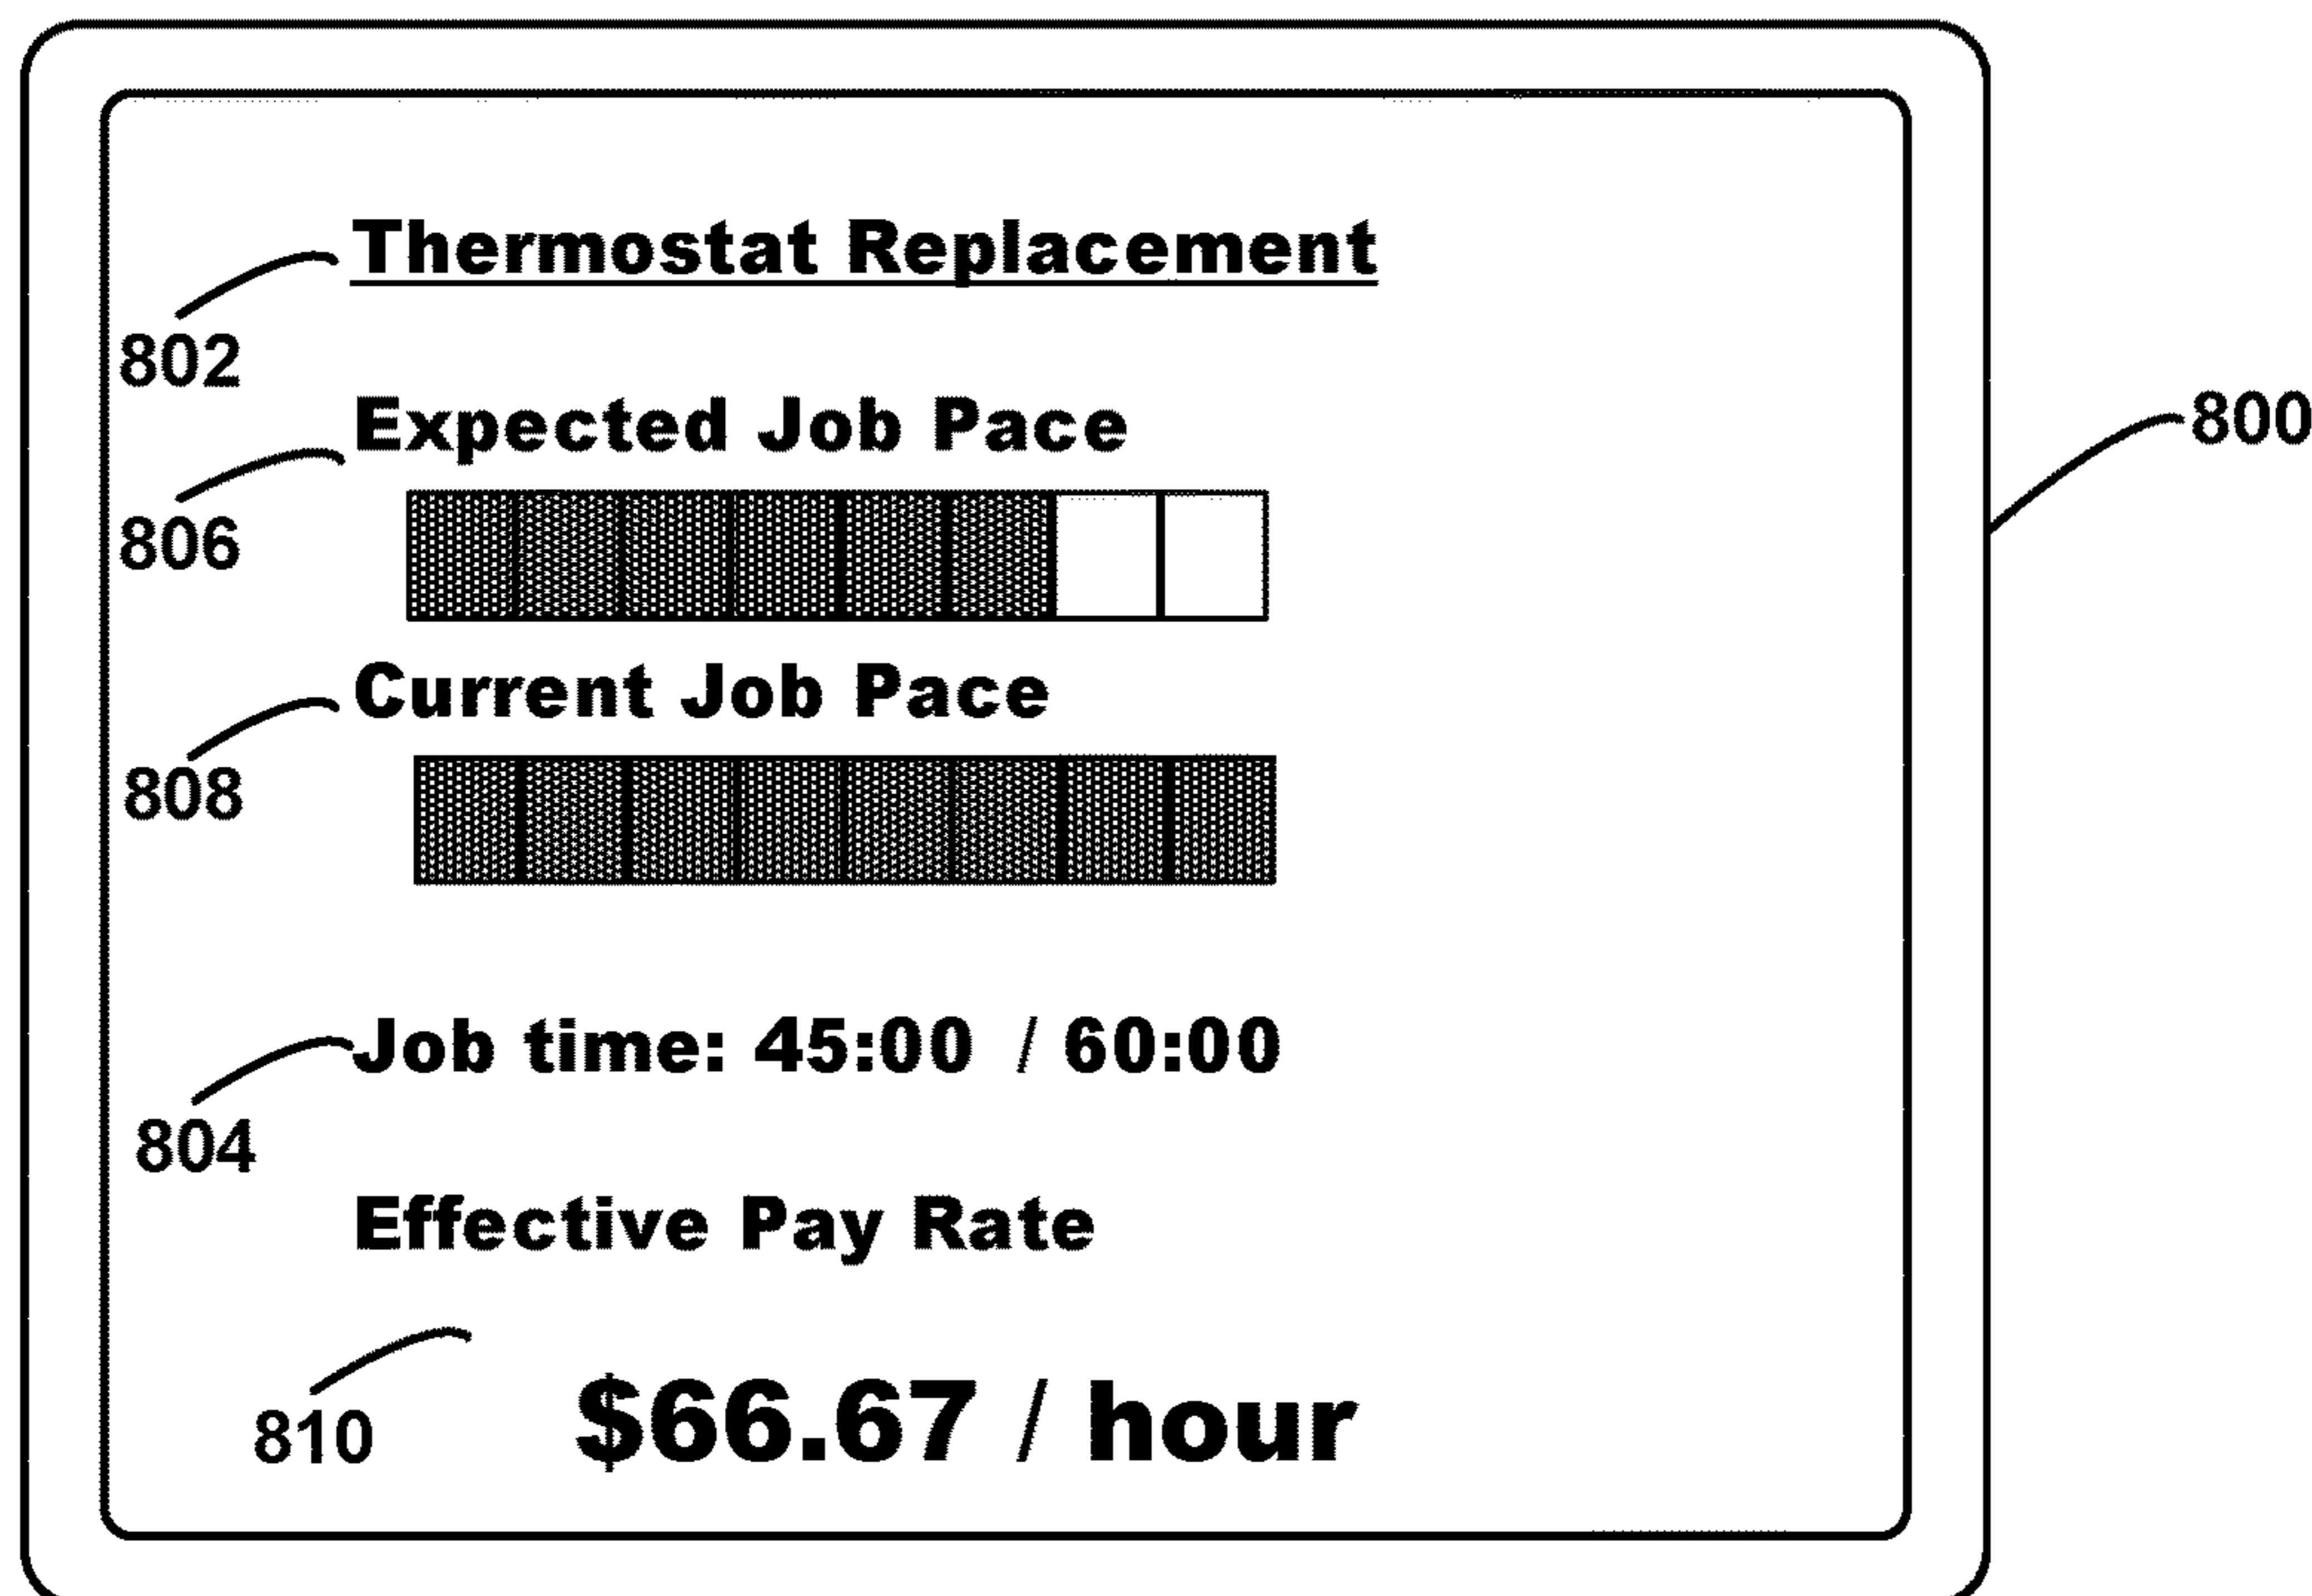 Thermostat Replacement
802
Expected Job Pace
800
806
Current Job Pace
808
Job time: 45:00 / 60:00
804
Effective Pay Rate
810
$66.67 / hour